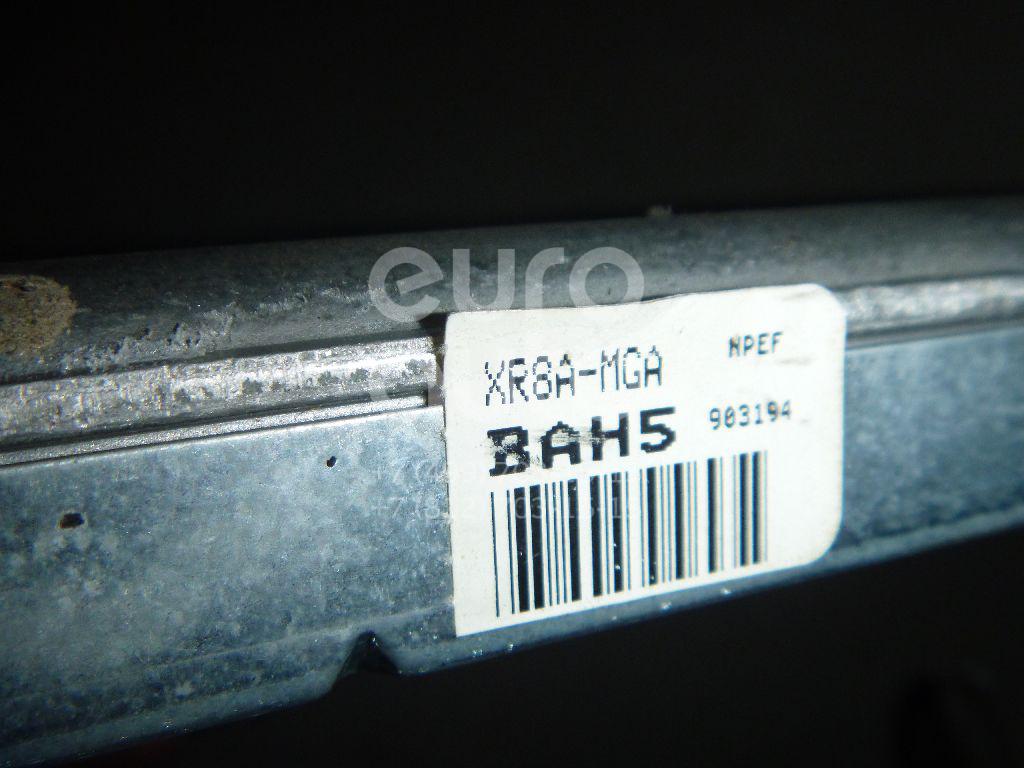 euro
XR8A-MGA
NPEF
BAH5
903194